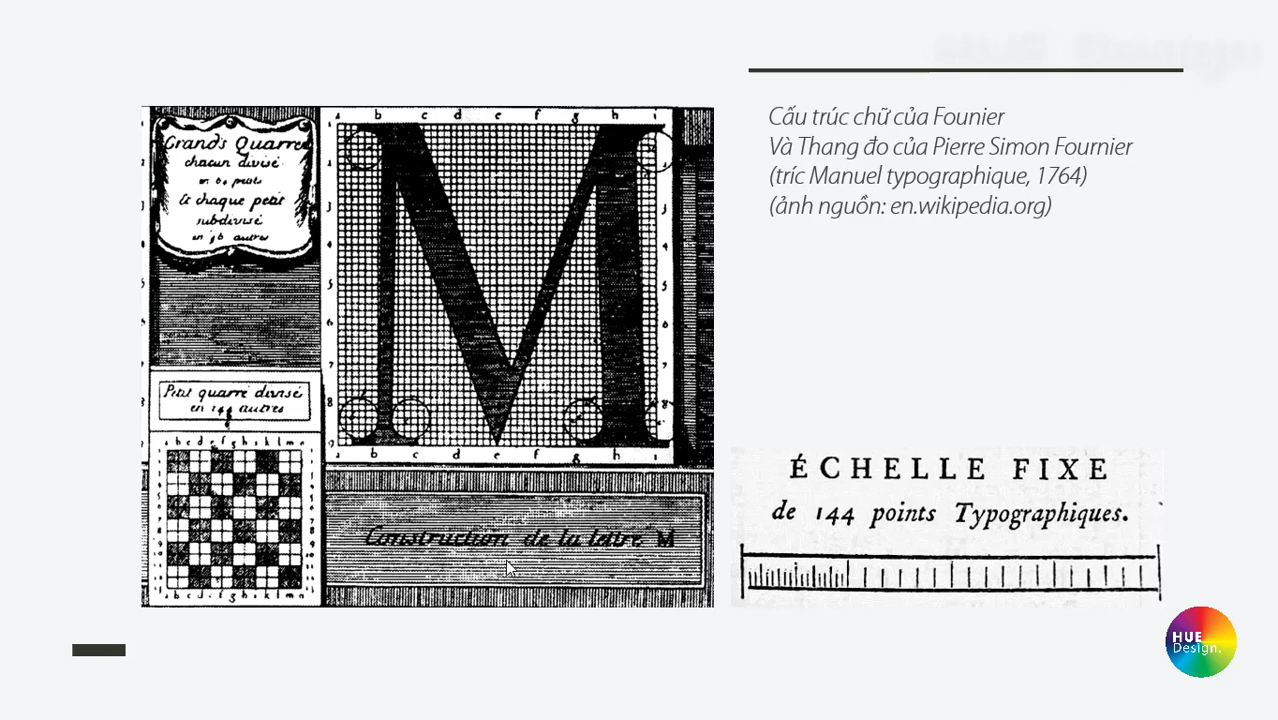 Cấu trúc chữ của Founier
Và Thang đo của Pierre Simon Fournier
(tríc Manuel typographique, 1764)
(ảnh nguồn: en.wikipedia.org)
Grands Quarre
chacun divisé
en 64 petits
& chaque petit
subdivisé
en 36 autres
a b c d e f g h i
Petit quarré divisé
en 144 autres
a b c d e f g h i
Construction de la lettre M
ÉCHELLE FIXE
de 144 points Typographiques.
HUE
Design.